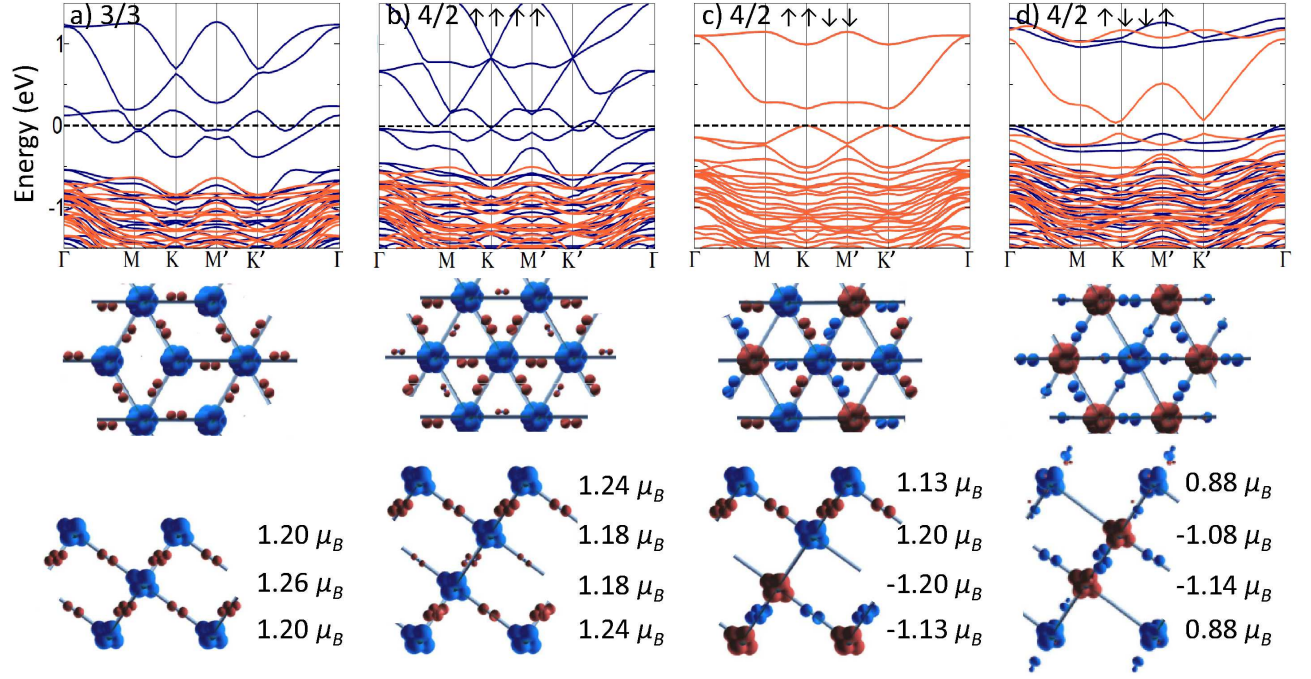 a) 3/3
b) 4/2 ↑↑↑↑
c) 4/2 ↑↑↓↓
d) 4/2 ↑↓↓↑
Energy (eV)
1
0
-1
Γ M K M' K' Γ
Γ M K M' K' Γ
Γ M K M' K' Γ
Γ M K M' K' Γ
1.20 μB
1.26 μB
1.20 μB
1.24 μB
1.18 μB
1.18 μB
1.24 μB
1.13 μB
1.20 μB
-1.20 μB
-1.13 μB
0.88 μB
-1.08 μB
-1.14 μB
0.88 μB